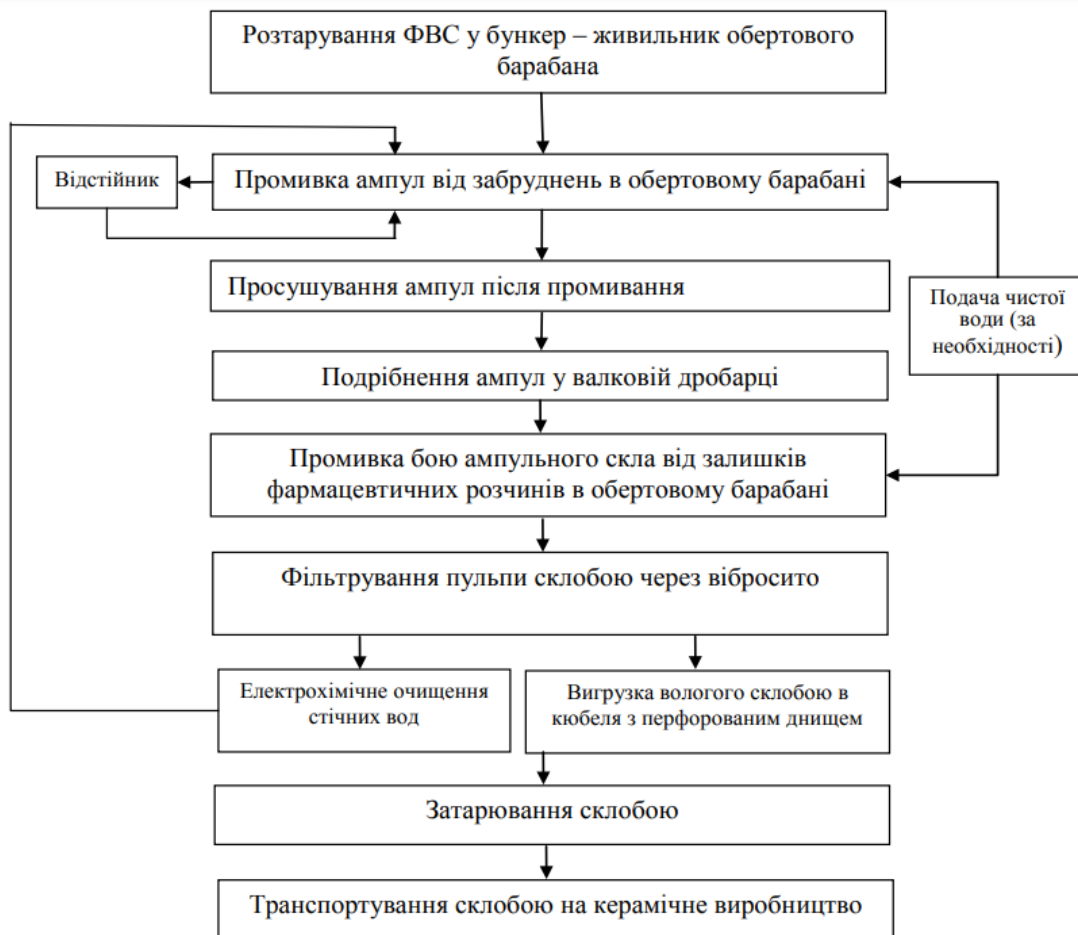 Розтарування ФВС у бункер – живильник обертового
барабана
Відстійник
Промивка ампул від забруднень в обертовому барабані
Просушування ампул після промивання
Подача чистої
води (за
необхідності)
Подрібнення ампул у валковій дробарці
Промивка бою ампульного скла від залишків
фармацевтичних розчинів в обертовому барабані
Фільтрування пульпи склобою через вібросито
Електрохімічне очищення
стічних вод
Вигрузка вологого склобою в
кюбеля з перфорованим днищем
Затарювання склобою
Транспортування склобою на керамічне виробництво